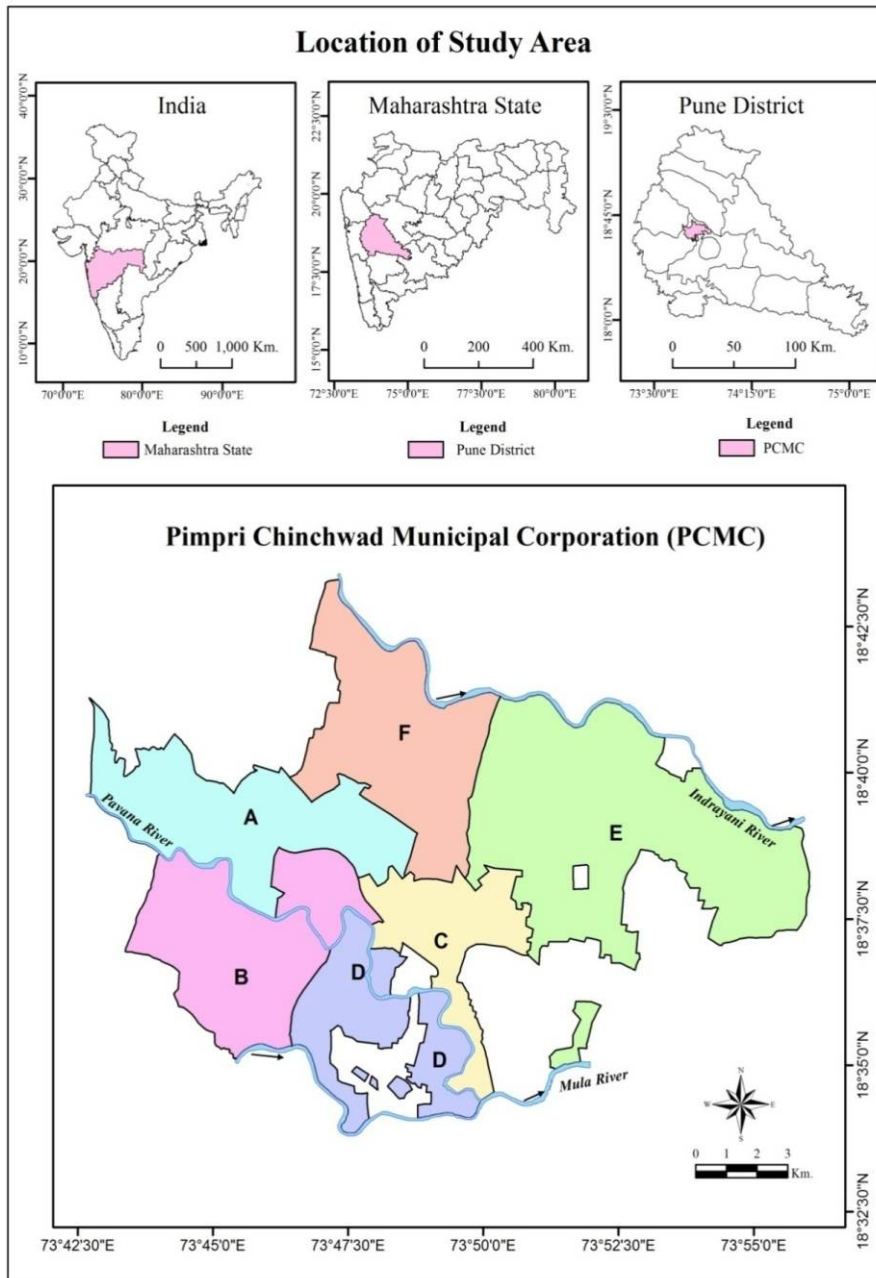 Location of Study Area
India
40°0'0"N
30°0'0"N
20°0'0"N
10°0'0"N
0 500 1,000 Km.
70°0'0"E 80°0'0"E 90°0'0"E
Legend
Maharashtra State
Maharashtra State
22°30'0"N
20°0'0"N
17°30'0"N
15°0'0"N
0 200 400 Km.
72°30'0"E 75°0'0"E 77°30'0"E 80°0'0"E
Legend
Pune District
Pune District
19°30'0"N
18°45'0"N
18°0'0"N
0 50 100 Km.
73°30'0"E 74°15'0"E 75°0'0"E
Legend
PCMC
Pimpri Chinchwad Municipal Corporation (PCMC)
18°42'30"N
F
18°40'0"N
Pavana River
A
E
Indrayani River
18°37'30"N
C
B
D
D
18°35'0"N
Mula River
N
W E
S
0 1 2 3
Km.
18°32'30"N
73°42'30"E 73°45'0"E 73°47'30"E 73°50'0"E 73°52'30"E 73°55'0"E